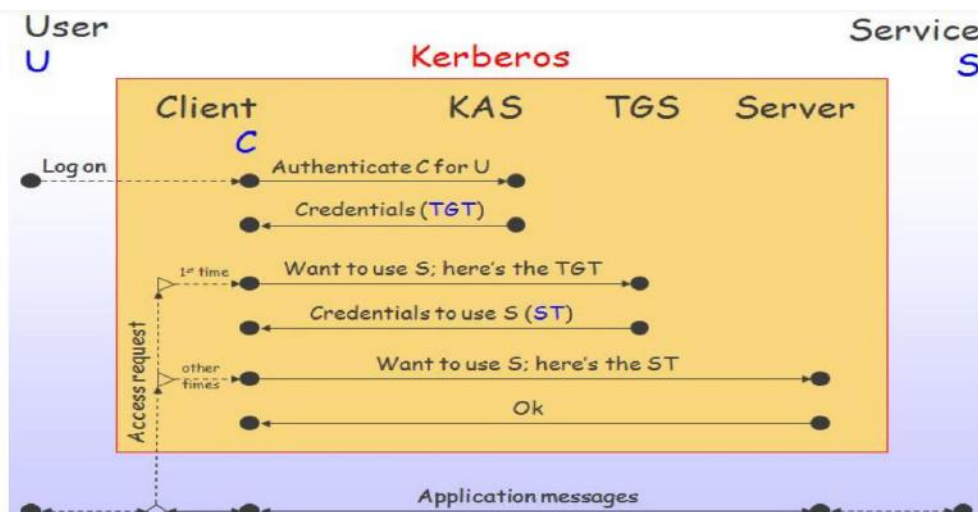 User
Service
U
Kerberos
S
Client
KAS
TGS
Server
C
Log on
Authenticate C for U
Credentials (TGT)
1st time
Want to use S; here's the TGT
Credentials to use S (ST)
Access request
other
times
Want to use S; here's the ST
Ok
Application messages